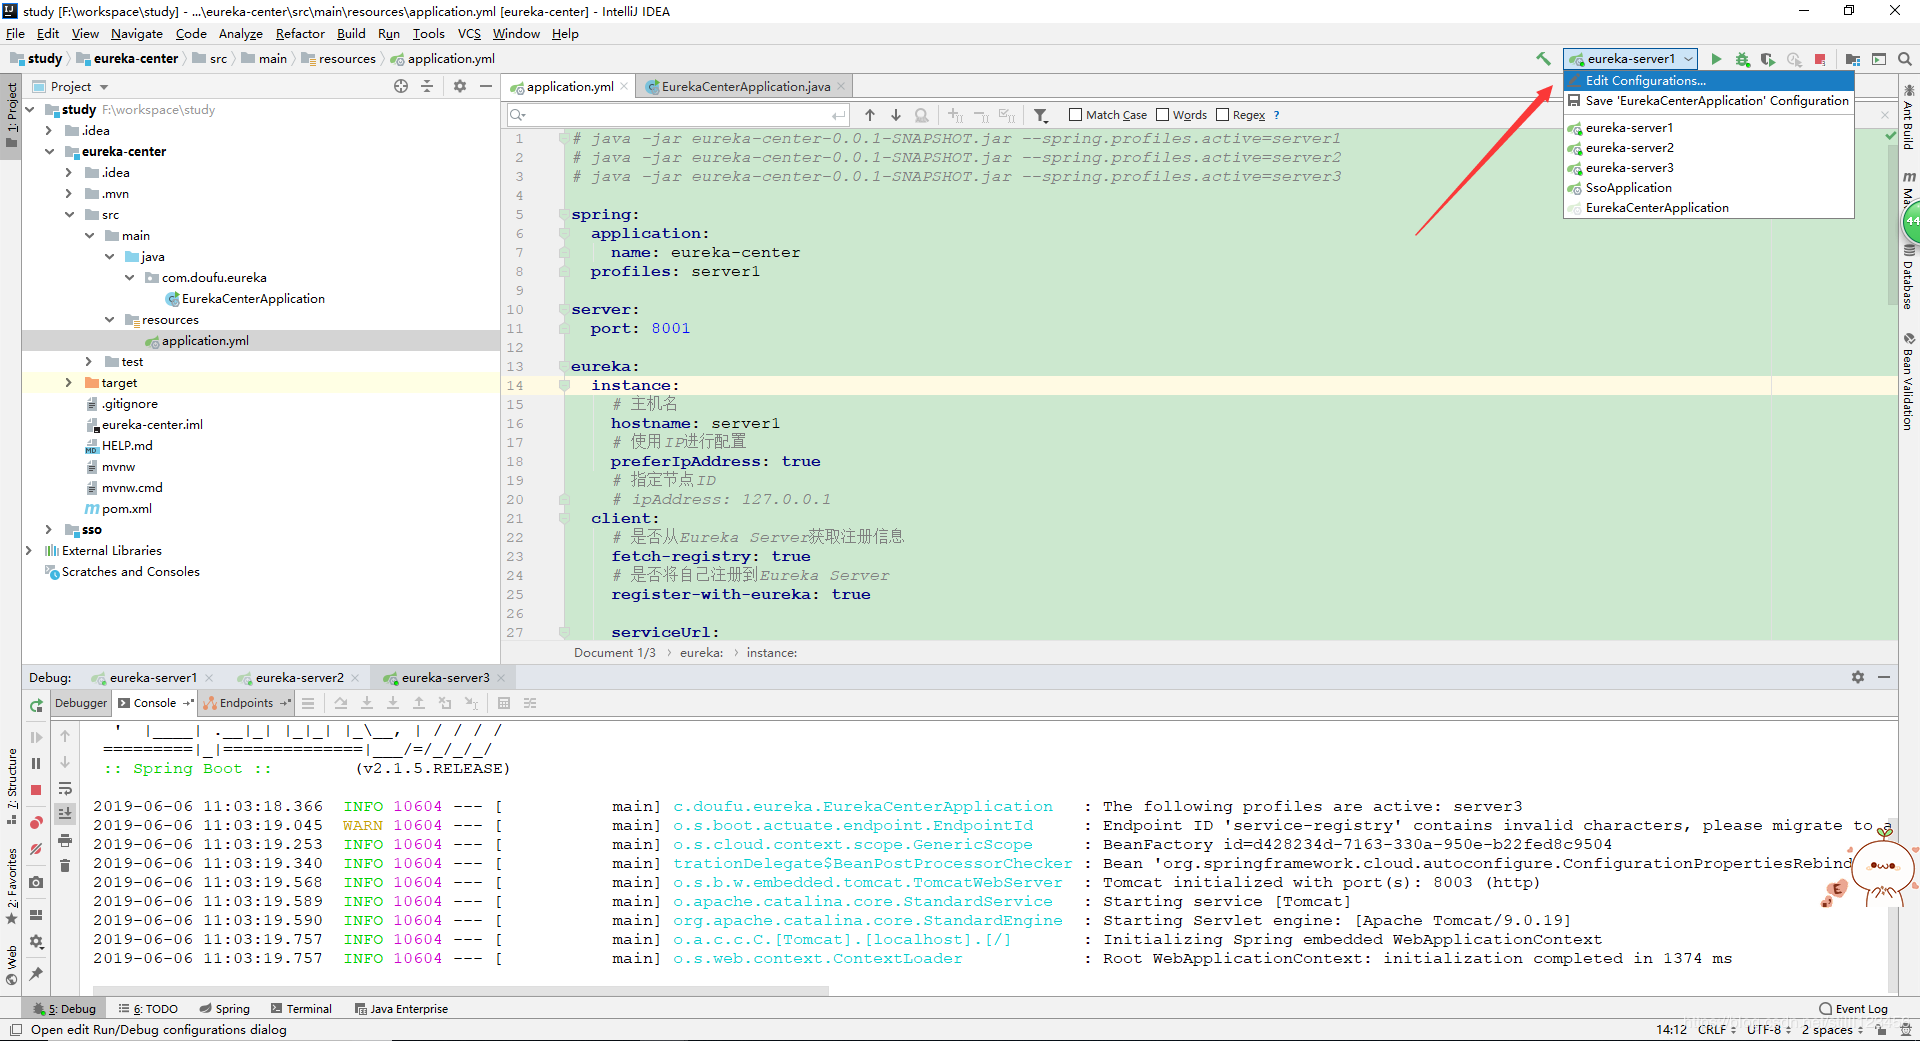 study [F:\workspace\study] - ...\eureka-center\src\main\resources\application.yml [eureka-center] - IntelliJ IDEA
File Edit View Navigate Code Analyze Refactor Build Run Tools VCS Window Help
study eureka-center src main resources application.yml
eureka-server1
Edit Configurations...
Save 'EurekaCenterApplication' Configuration
eureka-server1
eureka-server2
eureka-server3
SsoApplication
EurekaCenterApplication
1: Project
Project
study F:\workspace\study
.idea
eureka-center
.idea
.mvn
src
main
java
com.doufu.eureka
EurekaCenterApplication
resources
application.yml
test
target
.gitignore
eureka-center.iml
HELP.md
mvnw
mvnw.cmd
pom.xml
sso
External Libraries
Scratches and Consoles
application.yml EurekaCenterApplication.java
Match Case Words Regex ?
1 # java -jar eureka-center-0.0.1-SNAPSHOT.jar --spring.profiles.active=server1
2 # java -jar eureka-center-0.0.1-SNAPSHOT.jar --spring.profiles.active=server2
3 # java -jar eureka-center-0.0.1-SNAPSHOT.jar --spring.profiles.active=server3
4
5 spring:
6 application:
7 name: eureka-center
8 profiles: server1
9
10 server:
11 port: 8001
12
13 eureka:
14 instance:
15 # 主机名
16 hostname: server1
17 # 使用IP进行配置
18 preferIpAddress: true
19 # 指定节点ID
20 # ipAddress: 127.0.0.1
21 client:
22 # 是否从Eureka Server获取注册信息
23 fetch-registry: true
24 # 是否将自己注册到Eureka Server
25 register-with-eureka: true
26
27 serviceUrl:
Document 1/3 eureka: instance:
Ant Build
44
Database
Bean Validation
Debug: eureka-server1 eureka-server2 eureka-server3
Debugger Console Endpoints
' |____| .__|_| |_|_| |_\__, | / / / /
=========|_|==============|___/=/_/_/_/
:: Spring Boot :: (v2.1.5.RELEASE)
2019-06-06 11:03:18.366 INFO 10604 --- [ main] c.doufu.eureka.EurekaCenterApplication : The following profiles are active: server3
2019-06-06 11:03:19.045 WARN 10604 --- [ main] o.s.boot.actuate.endpoint.EndpointId : Endpoint ID 'service-registry' contains invalid characters, please migrate to a
2019-06-06 11:03:19.253 INFO 10604 --- [ main] o.s.cloud.context.scope.GenericScope : BeanFactory id=d428234d-7163-330a-950e-b22fed8c9504
2019-06-06 11:03:19.340 INFO 10604 --- [ main] trationDelegate$BeanPostProcessorChecker : Bean 'org.springframework.cloud.autoconfigure.ConfigurationPropertiesRebind
2019-06-06 11:03:19.568 INFO 10604 --- [ main] o.s.b.w.embedded.tomcat.TomcatWebServer : Tomcat initialized with port(s): 8003 (http)
2019-06-06 11:03:19.589 INFO 10604 --- [ main] o.apache.catalina.core.StandardService : Starting service [Tomcat]
2019-06-06 11:03:19.590 INFO 10604 --- [ main] org.apache.catalina.core.StandardEngine : Starting Servlet engine: [Apache Tomcat/9.0.19]
2019-06-06 11:03:19.757 INFO 10604 --- [ main] o.a.c.c.C.[Tomcat].[localhost].[/] : Initializing Spring embedded WebApplicationContext
2019-06-06 11:03:19.757 INFO 10604 --- [ main] o.s.web.context.ContextLoader : Root WebApplicationContext: initialization completed in 1374 ms
7: Structure
2: Favorites
Web
E
5: Debug 6: TODO Spring Terminal Java Enterprise Event Log
Open edit Run/Debug configurations dialog 14:12 CRLF UTF-8 2 spaces